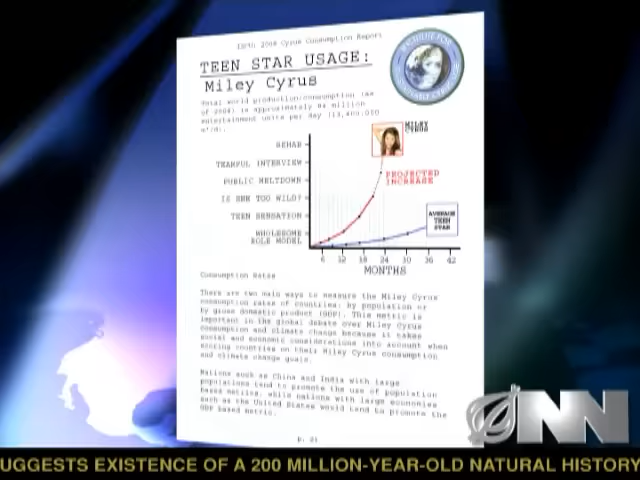 2008 Cyrus Consumption Report
TEEN STAR USAGE:
Miley Cyrus
Total world production/consumption (as
of 2008) is approximately 84 million
entertainment units per day
REHAB
TEARFUL INTERVIEW
PUBLIC MELTDOWN
IS SHE TOO WILD?
TEEN SENSATION
WHOLESOME
ROLE MODEL
MILEY
CYRUS
PROJECTED
INCREASE
AVERAGE
TEEN
STAR
6 12 18 24 30 36 42
MONTHS
Consumption Rates
There are two main ways to measure the Miley Cyrus
consumption rates of countries: by population or
by gross domestic product (GDP). This metric is
important in the global debate over Miley Cyrus
consumption and climate change because it takes
social and economic considerations into account when
scoring countries on their Miley Cyrus consumption
and climate change goals.
Nations such as China and India with large
populations tend to promote the use of population
based metrics, while nations with large economies
such as the United States would tend to promote the
GDP based metric.
P. 21
ONN
UGGESTS EXISTENCE OF A 200 MILLION-YEAR-OLD NATURAL HISTORY